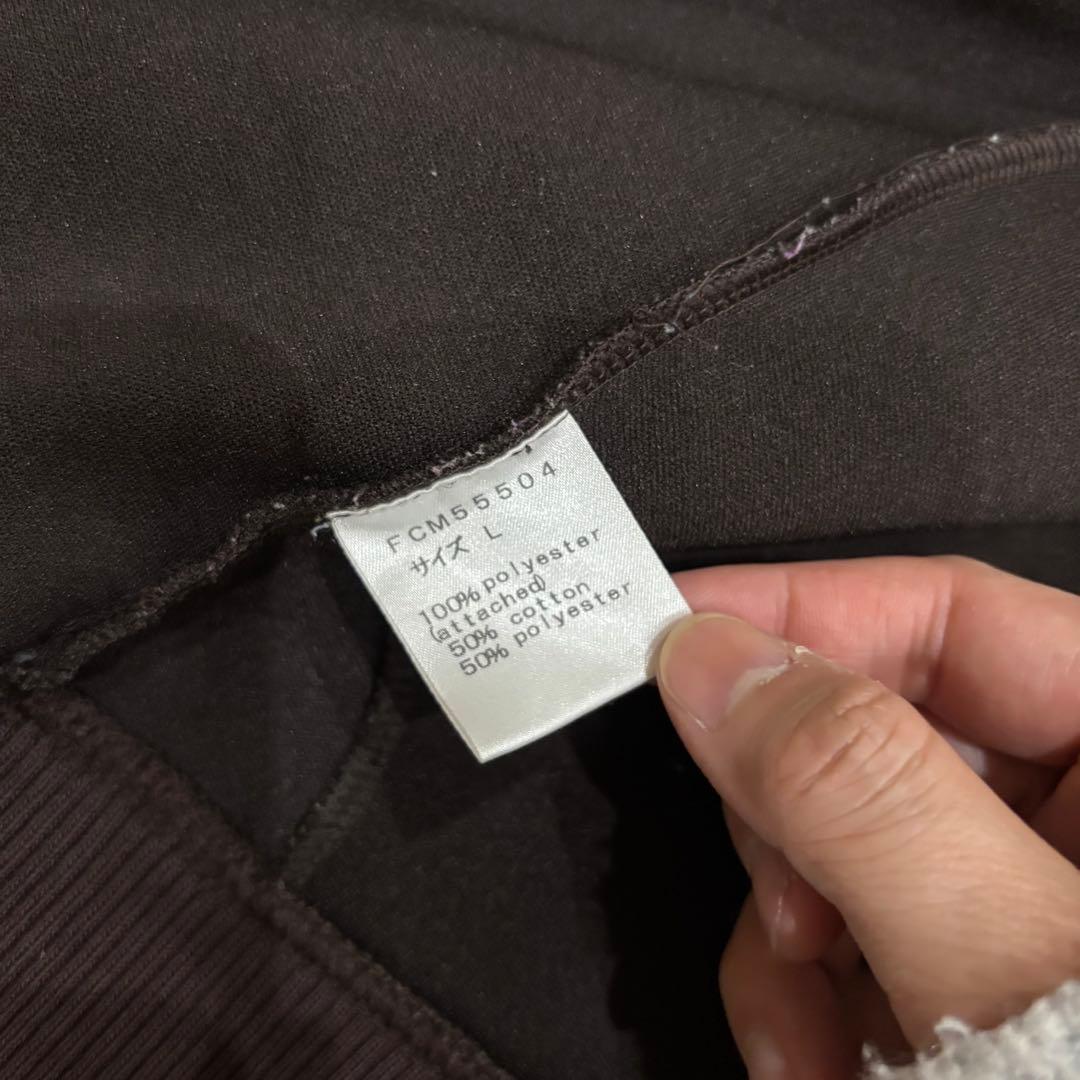 FCM55504
サイズ L
100% polyester
(attached)
50% cotton
50% polyester